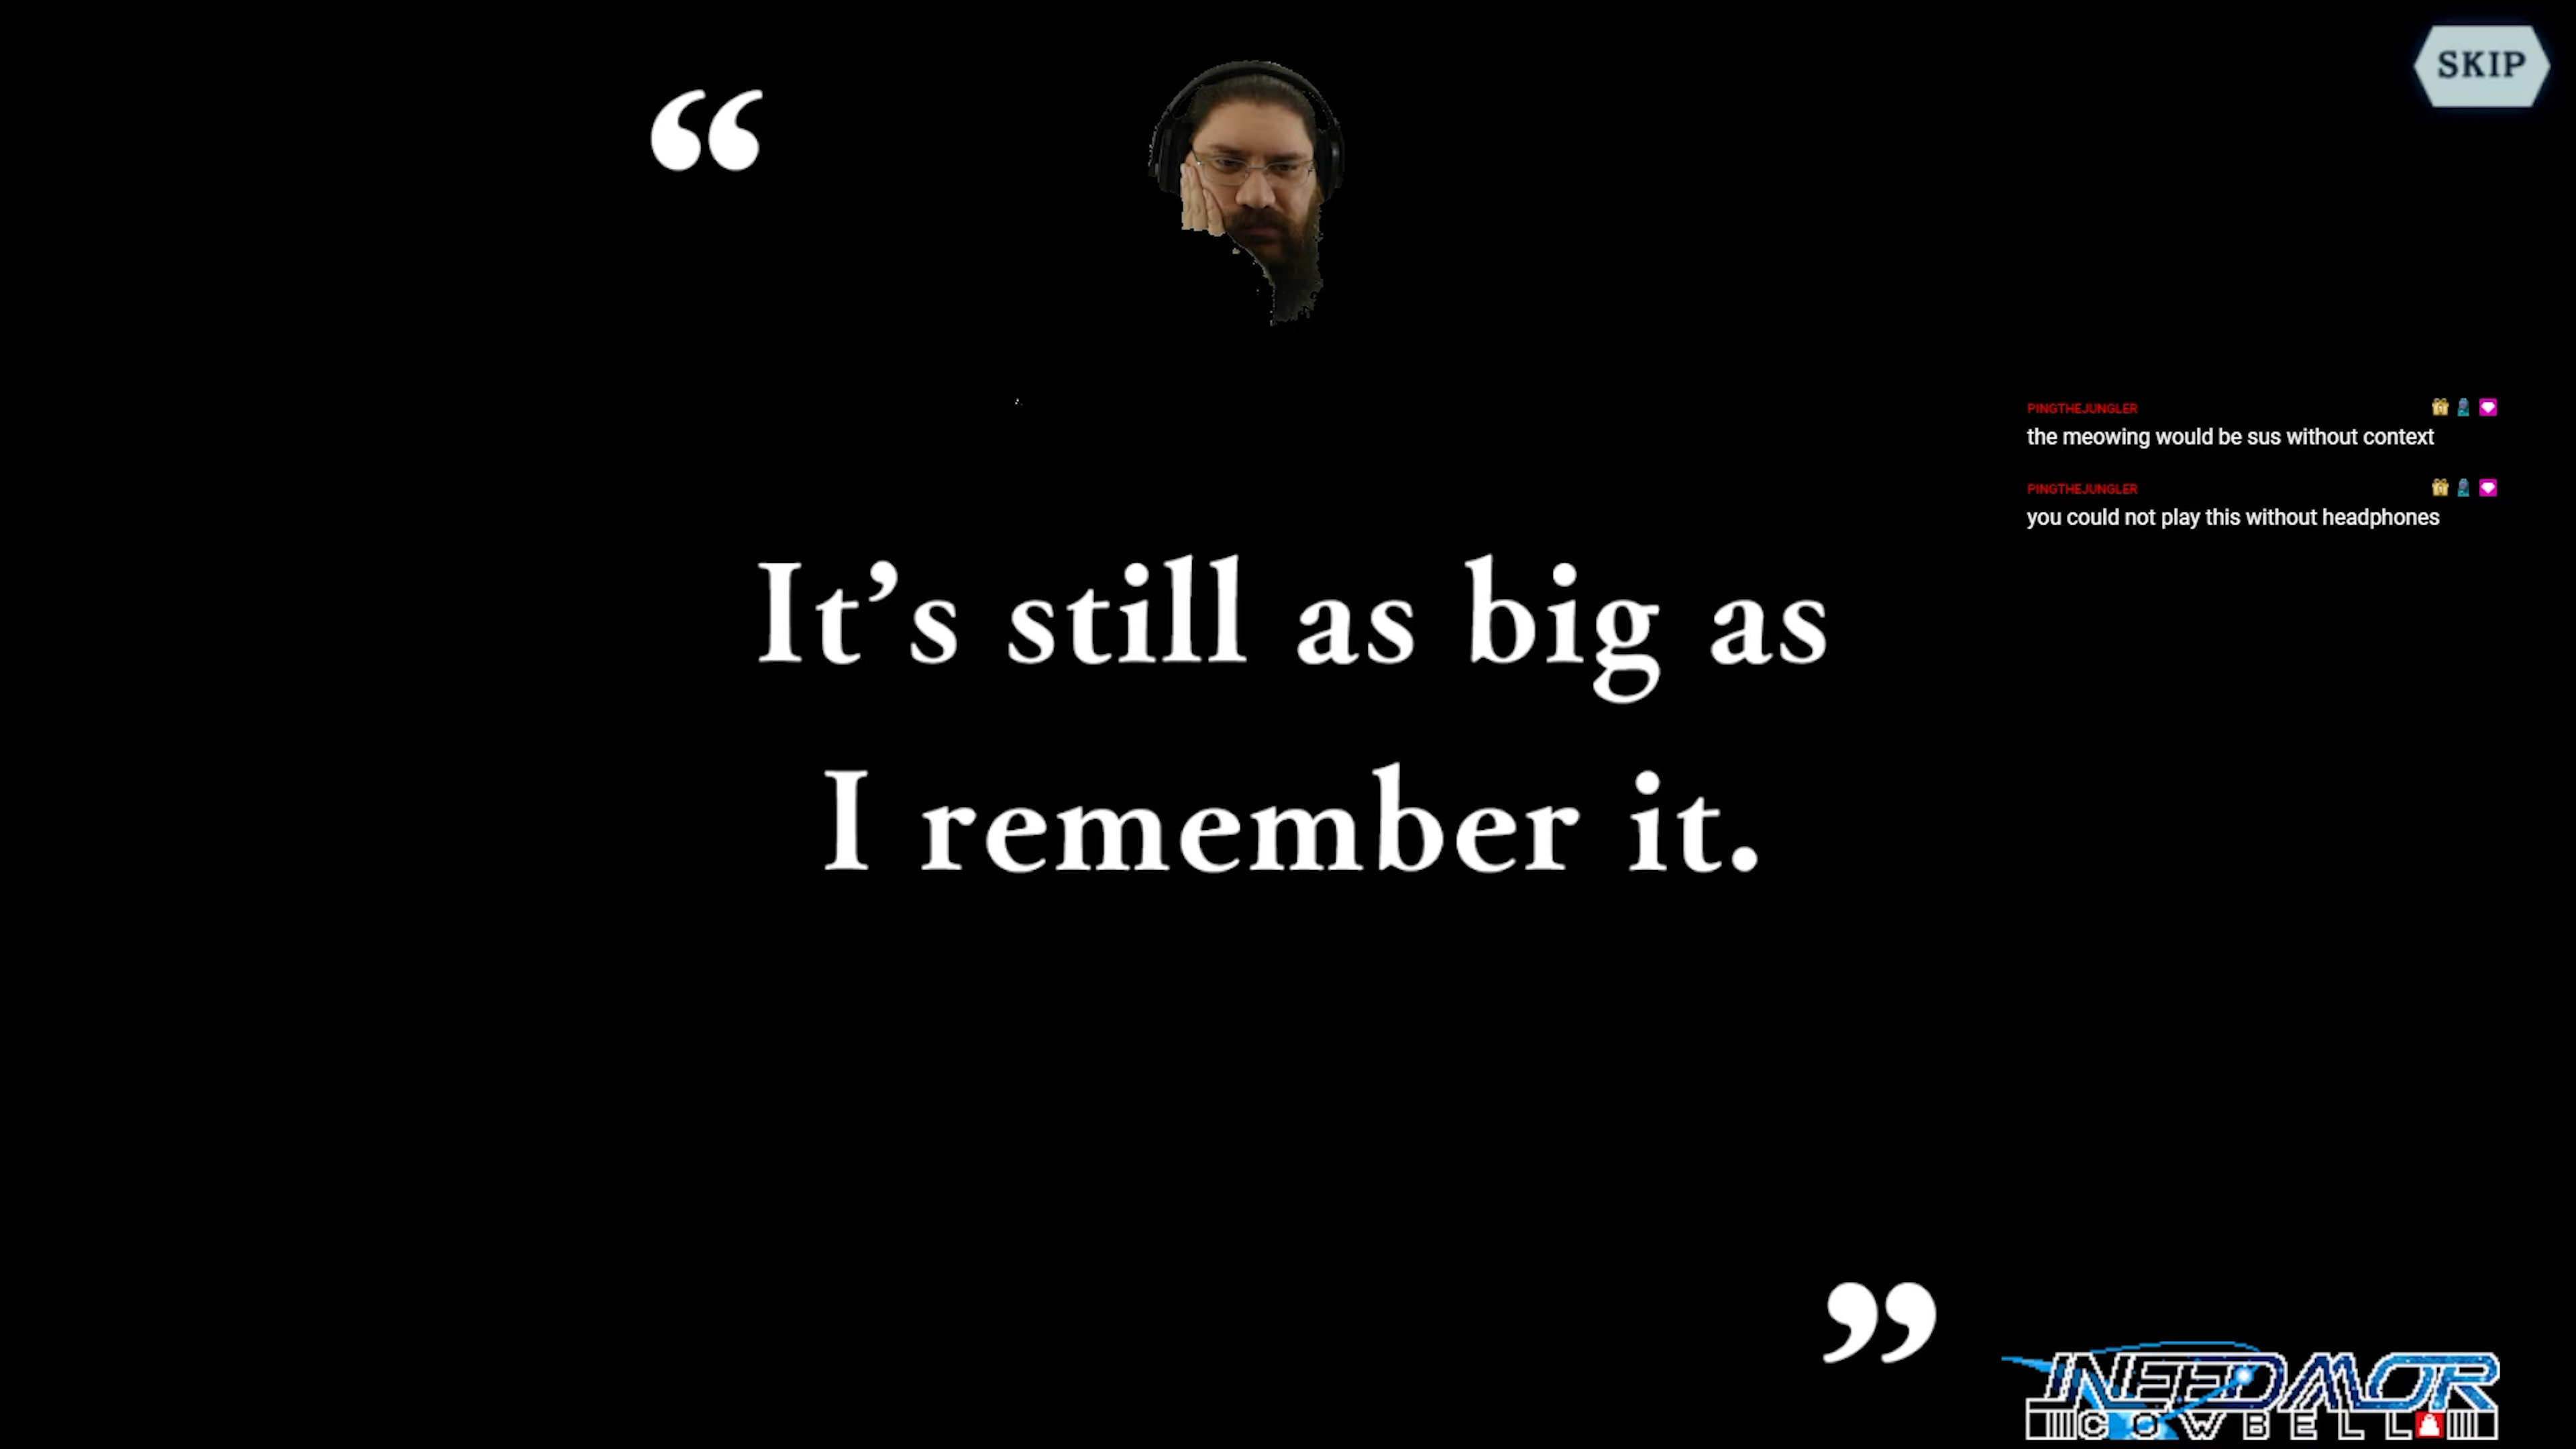 SKIP
“
PINGTHEJUNGLER
the meowing would be sus without context
PINGTHEJUNGLER
you could not play this without headphones
It’s still as big as
I remember it.
”
INEEDMOR
COWBELL